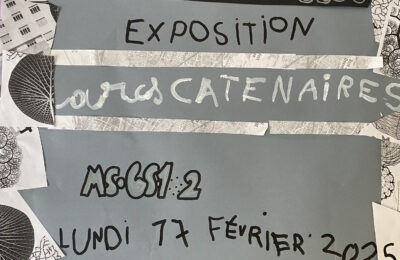 EXPOSITION
arcs CATENAIRES
MS-GS1-2
LUNDI 17 FÉVRIER 2025